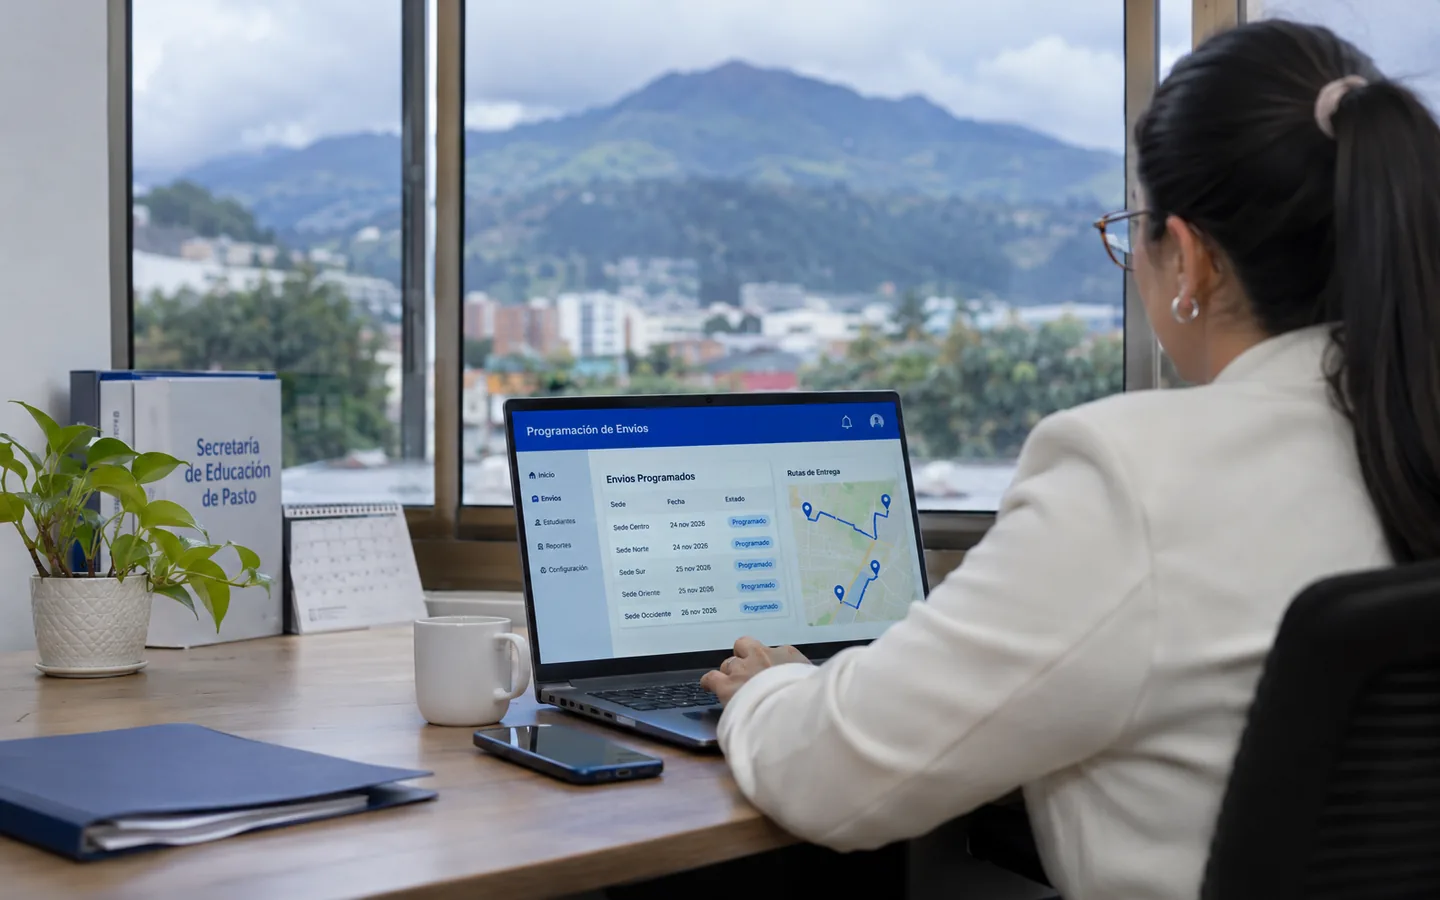 Secretaría
de Educación
de Pasto
Programación de Envíos
Inicio
Envíos
Estudiantes
Reportes
Configuración
Envíos Programados
Sede Fecha Estado
Sede Centro 24 nov 2026 Programado
Sede Norte 24 nov 2026 Programado
Sede Sur 25 nov 2026 Programado
Sede Oriente 25 nov 2026 Programado
Sede Occidente 26 nov 2026 Programado
Rutas de Entrega